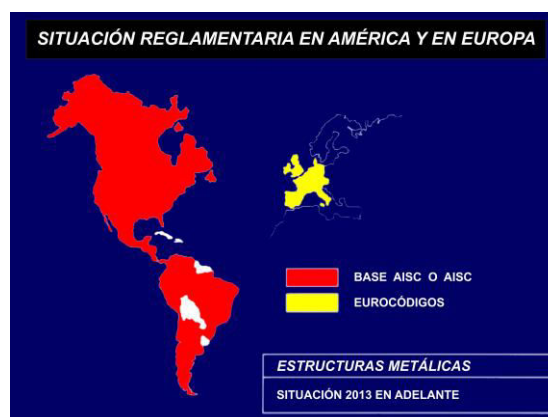 SITUACIÓN REGLAMENTARIA EN AMÉRICA Y EN EUROPA
BASE AISC O AISC
EUROCÓDIGOS
ESTRUCTURAS METÁLICAS
SITUACIÓN 2013 EN ADELANTE